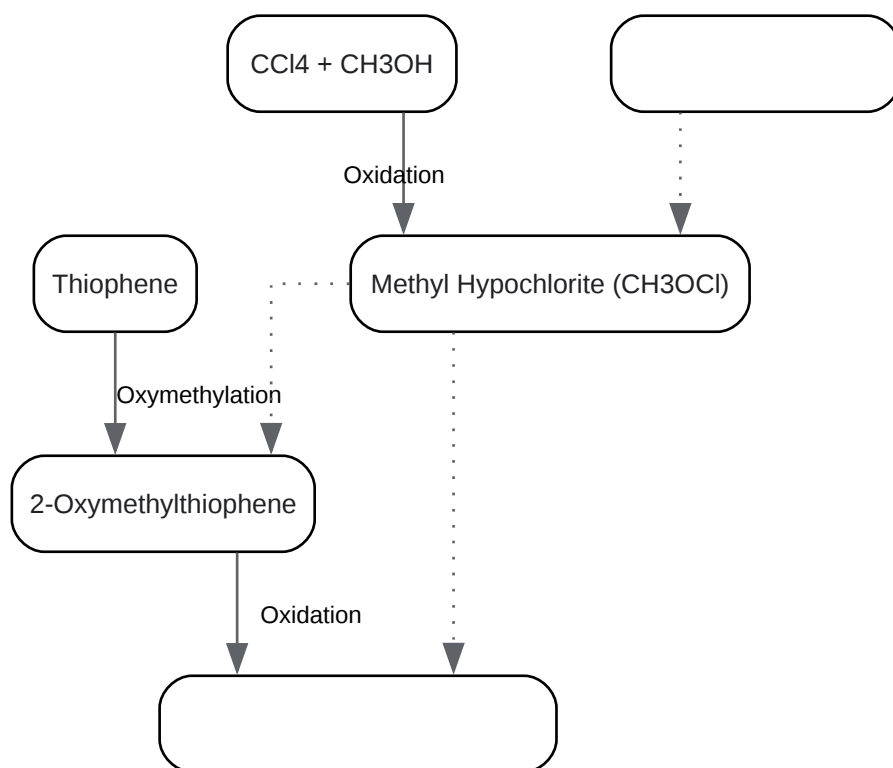 CCl4 + CH3OH
Oxidation
Thiophene
Methyl Hypochlorite (CH3OCl)
Oxymethylation
2-Oxymethylthiophene
Oxidation